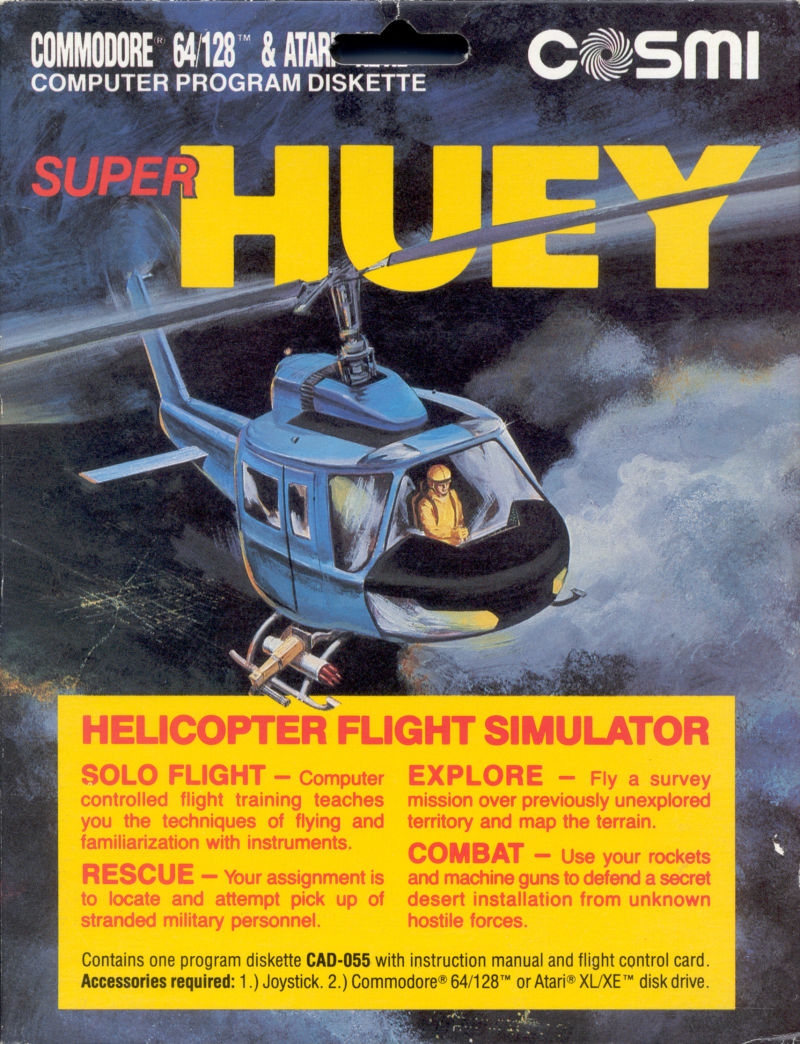 COMMODORE® 64/128™ & ATARI
COMPUTER PROGRAM DISKETTE
COSMI
SUPER HUEY
HELICOPTER FLIGHT SIMULATOR
SOLO FLIGHT – Computer
controlled flight training teaches
you the techniques of flying and
familiarization with instruments.
RESCUE – Your assignment is
to locate and attempt pick up of
stranded military personnel.
EXPLORE – Fly a survey
mission over previously unexplored
territory and map the terrain.
COMBAT – Use your rockets
and machine guns to defend a secret
desert installation from unknown
hostile forces.
Contains one program diskette CAD-055 with instruction manual and flight control card.
Accessories required: 1.) Joystick. 2.) Commodore® 64/128™ or Atari® XL/XE™ disk drive.